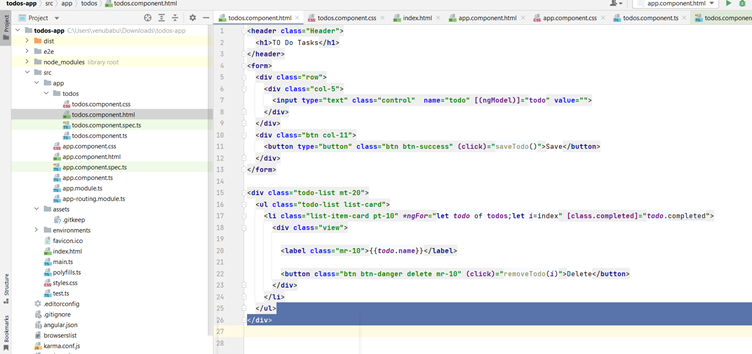 todos-app
src
app
todos
todos.component.html
app.component.html
Project
todos.component.html
todos.component.css
index.html
app.component.html
app.component.css
todos.component.ts
todos.component
todos-app C:\Users\venubabu\Downloads\todos-app
dist
e2e
node_modules library root
src
app
todos
todos.component.css
todos.component.html
todos.component.spec.ts
todos.component.ts
app.component.css
app.component.html
app.component.spec.ts
app.component.ts
app.module.ts
app-routing.module.ts
assets
.gitkeep
environments
favicon.ico
index.html
main.ts
polyfills.ts
styles.css
test.ts
.editorconfig
.gitignore
angular.json
browserslist
karma.conf.js
Project
Structure
Bookmarks
1 <header class="Header">
2 <h1>TO Do Tasks</h1>
3 </header>
4 <form>
5 <div class="row">
6 <div class="col-5">
7 <input type="text" class="control" name="todo" [(ngModel)]="todo" value="">
8 </div>
9 </div>
10 <div class="btn col-11">
11 <button type="button" class="btn btn-success" (click)="saveTodo()">Save</button>
12 </div>
13 </form>
14
15 <div class="todo-list mt-20">
16 <ul class="todo-list list-card">
17 <li class="list-item-card pt-10" *ngFor="let todo of todos;let i=index" [class.completed]="todo.completed">
18 <div class="view">
19
20 <label class="mr-10">{{todo.name}}</label>
21
22 <button class="btn btn-danger delete mr-10" (click)="removeTodo(i)">Delete</button>
23 </div>
24 </li>
25 </ul>
26 </div>
27
28